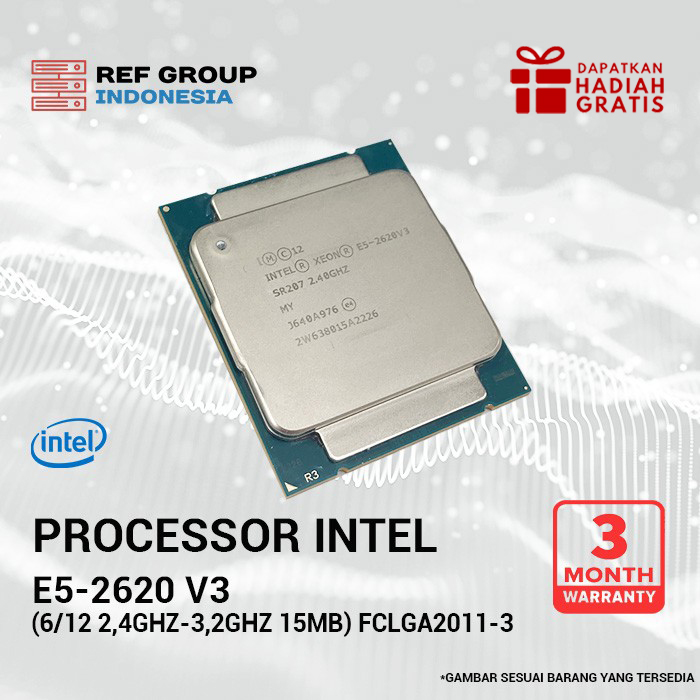 REF GROUP
INDONESIA
DAPATKAN
HADIAH
GRATIS
i Ⓜ Ⓒ 12
INTEL® XEON® E5-2620V3
SR207 2.40GHZ
MY
J640A976 e4
2W638015A2226
R3
intel
PROCESSOR INTEL
E5-2620 V3
(6/12 2,4GHZ-3,2GHZ 15MB) FCLGA2011-3
3
MONTH
WARRANTY
*GAMBAR SESUAI BARANG YANG TERSEDIA